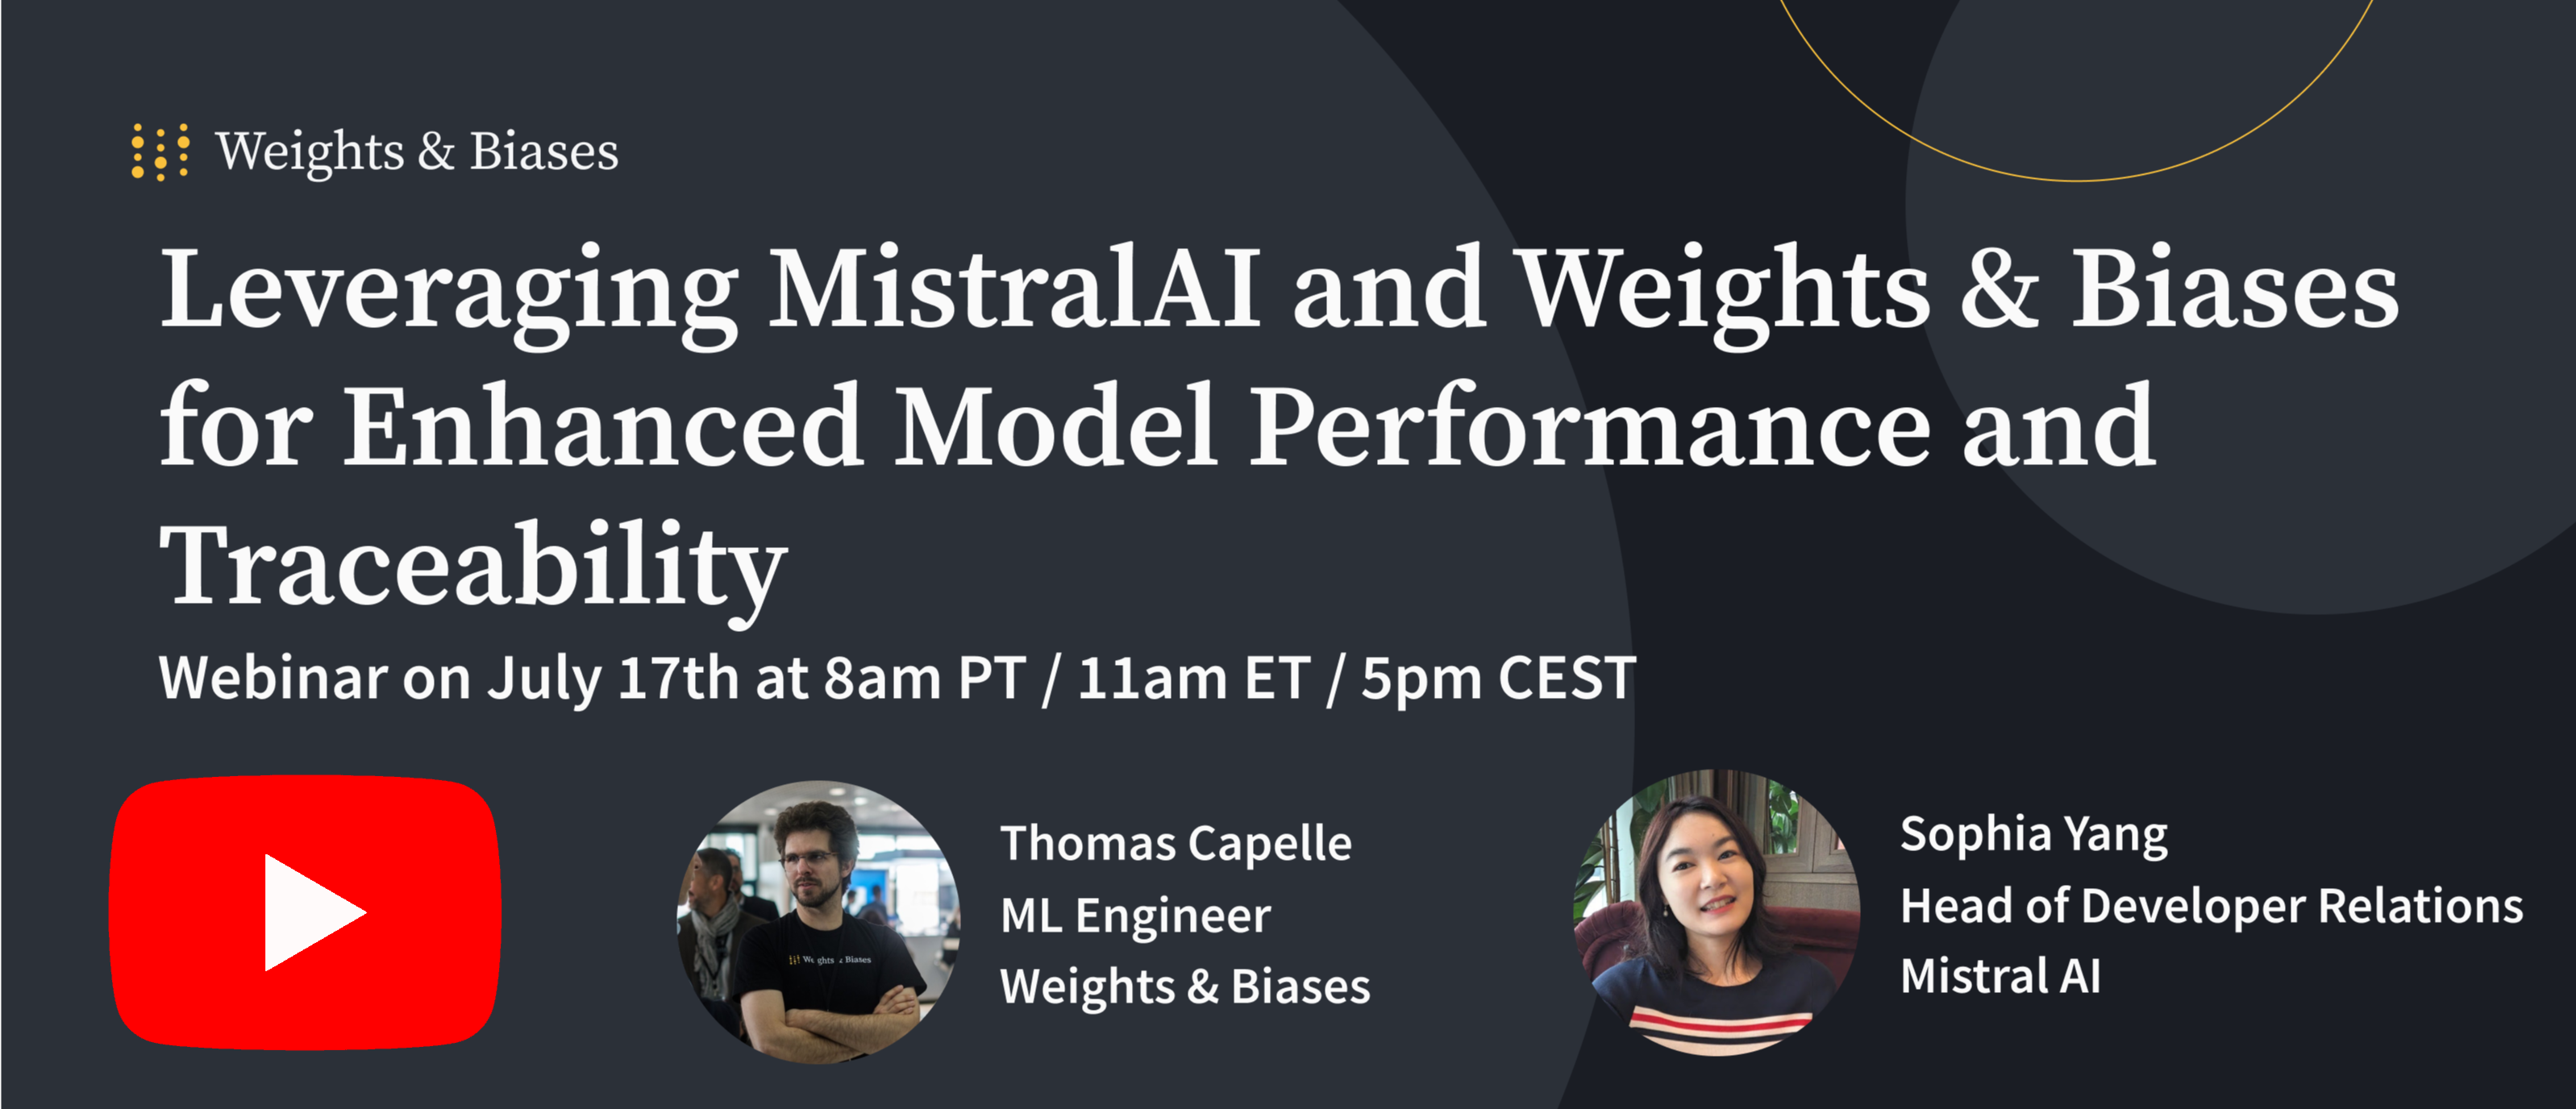 Weights & Biases
Leveraging MistralAI and Weights & Biases
for Enhanced Model Performance and
Traceability
Webinar on July 17th at 8am PT / 11am ET / 5pm CEST
Thomas Capelle
ML Engineer
Weights & Biases
Weights & Biases
Sophia Yang
Head of Developer Relations
Mistral AI